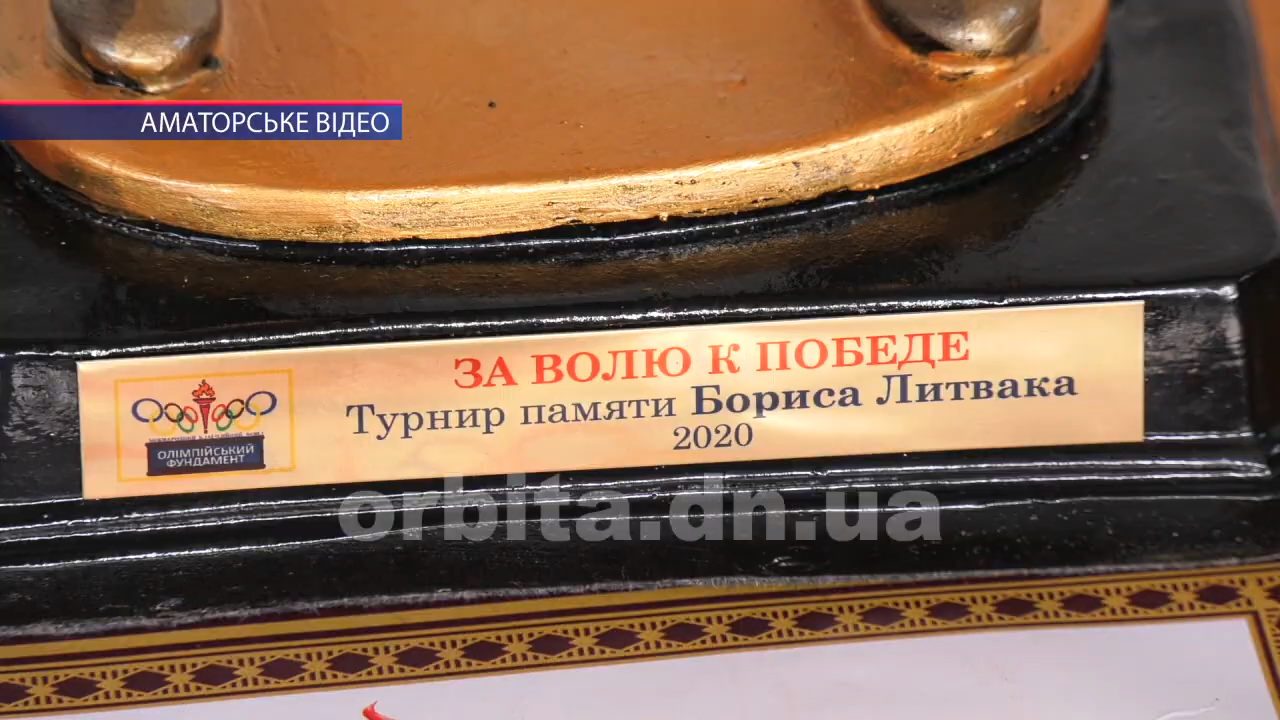 АМАТОРСЬКЕ ВІДЕО
ЗА ВОЛЮ К ПОБЕДЕ
Турнир памяти Бориса Литвака
2020
ОЛІМПІЙСЬКИЙ
ФУНДАМЕНТ
orbita.dn.ua